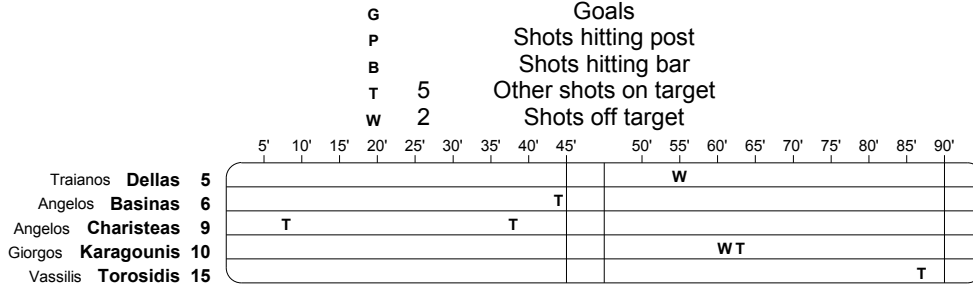 G Goals
P Shots hitting post
B Shots hitting bar
T 5 Other shots on target
W 2 Shots off target
5' 10' 15' 20' 25' 30' 35' 40' 45' 50' 55' 60' 65' 70' 75' 80' 85' 90'
Traianos Dellas 5 W
Angelos Basinas 6 T
Angelos Charisteas 9 T T
Giorgos Karagounis 10 W T
Vassilis Torosidis 15 T